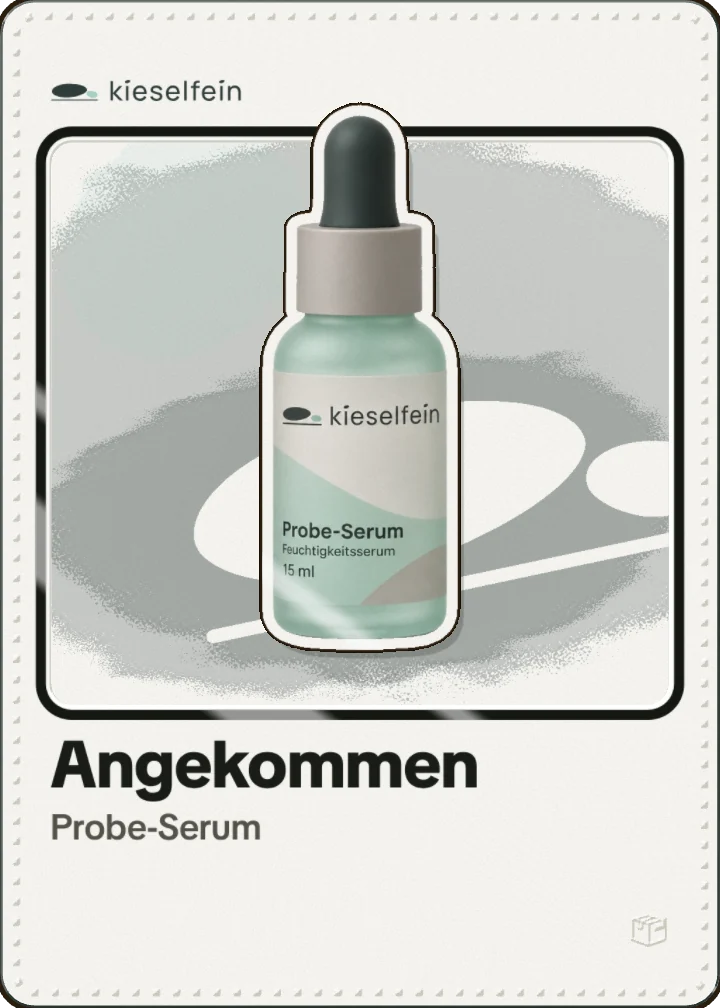 kieselfein
kieselfein
Probe-Serum
Feuchtigkeitsserum
15 ml
Angekommen
Probe-Serum